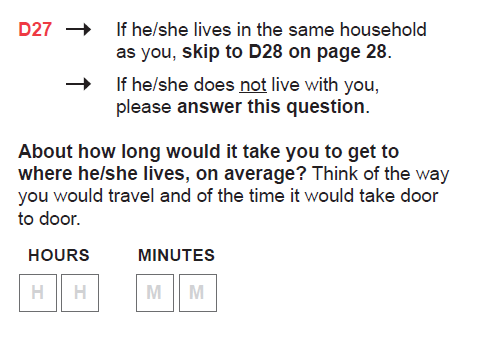 D27 → If he/she lives in the same household
as you, skip to D28 on page 28.
→ If he/she does not live with you,
please answer this question.
About how long would it take you to get to
where he/she lives, on average? Think of the way
you would travel and of the time it would take door
to door.
HOURS MINUTES
H H M M